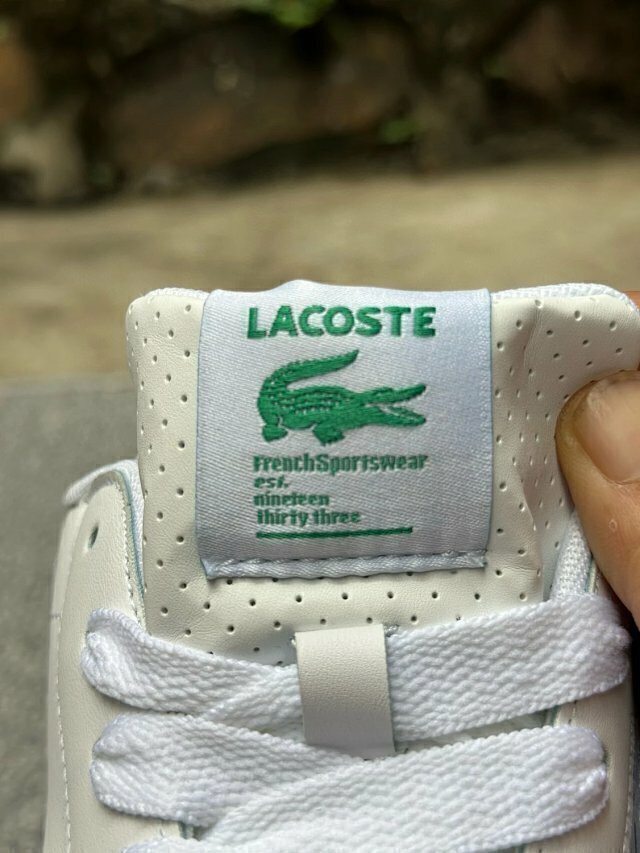 LACOSTE
FrenchSportswear
est.
nineteen
thirty three